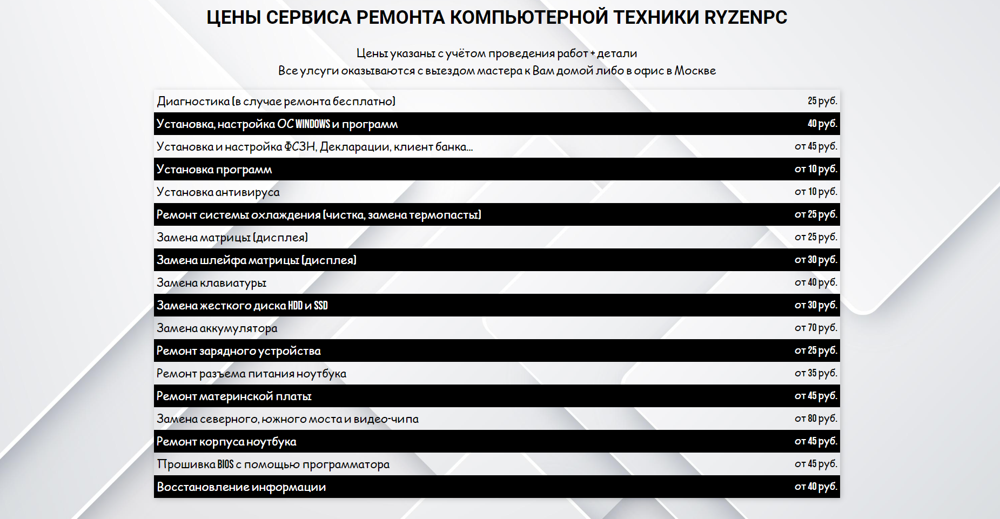 ЦЕНЫ СЕРВИСА РЕМОНТА КОМПЬЮТЕРНОЙ ТЕХНИКИ RYZENPC
Цены указаны с учётом проведения работ + детали
Все улсуги оказываются с выездом мастера к Вам домой либо в офис в Москве
Диагностика (в случае ремонта бесплатно) 25 руб.
Установка, настройка ОС WINDOWS и программ 40 руб.
Установка и настройка ФСЗН, Декларации, клиент банка... от 45 руб.
Установка программ от 10 руб.
Установка антивируса от 10 руб.
Ремонт системы охлаждения (чистка, замена термопасты) от 25 руб.
Замена матрицы (дисплея) от 25 руб.
Замена шлейфа матрицы (дисплея) от 30 руб.
Замена клавиатуры от 40 руб.
Замена жесткого диска HDD и SSD от 30 руб.
Замена аккумулятора от 70 руб.
Ремонт зарядного устройства от 25 руб.
Ремонт разъема питания ноутбука от 35 руб.
Ремонт материнской платы от 45 руб.
Замена северного, южного моста и видео-чипа от 80 руб.
Ремонт корпуса ноутбука от 45 руб.
Прошивка BIOS с помощью программатора от 45 руб.
Восстановление информации от 40 руб.